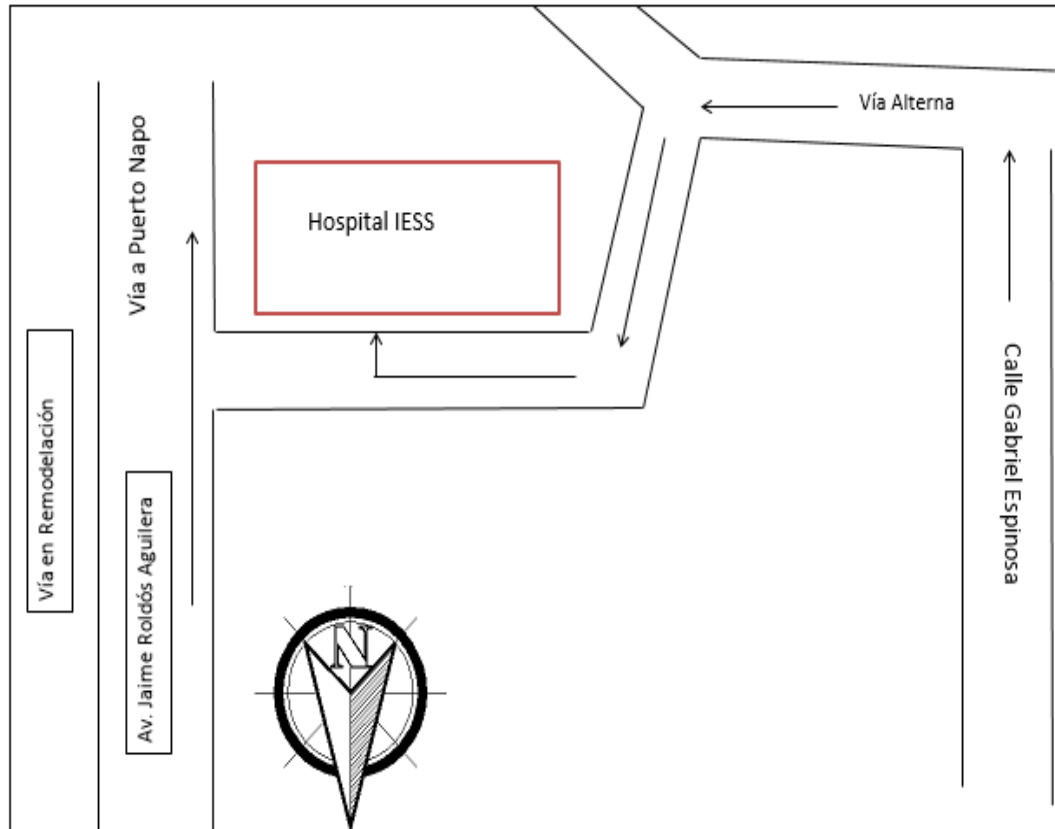 Vía Alterna
Vía a Puerto Napo
Hospital IESS
Vía en Remodelación
Av. Jaime Roldós Aguilera
Calle Gabriel Espinosa
N